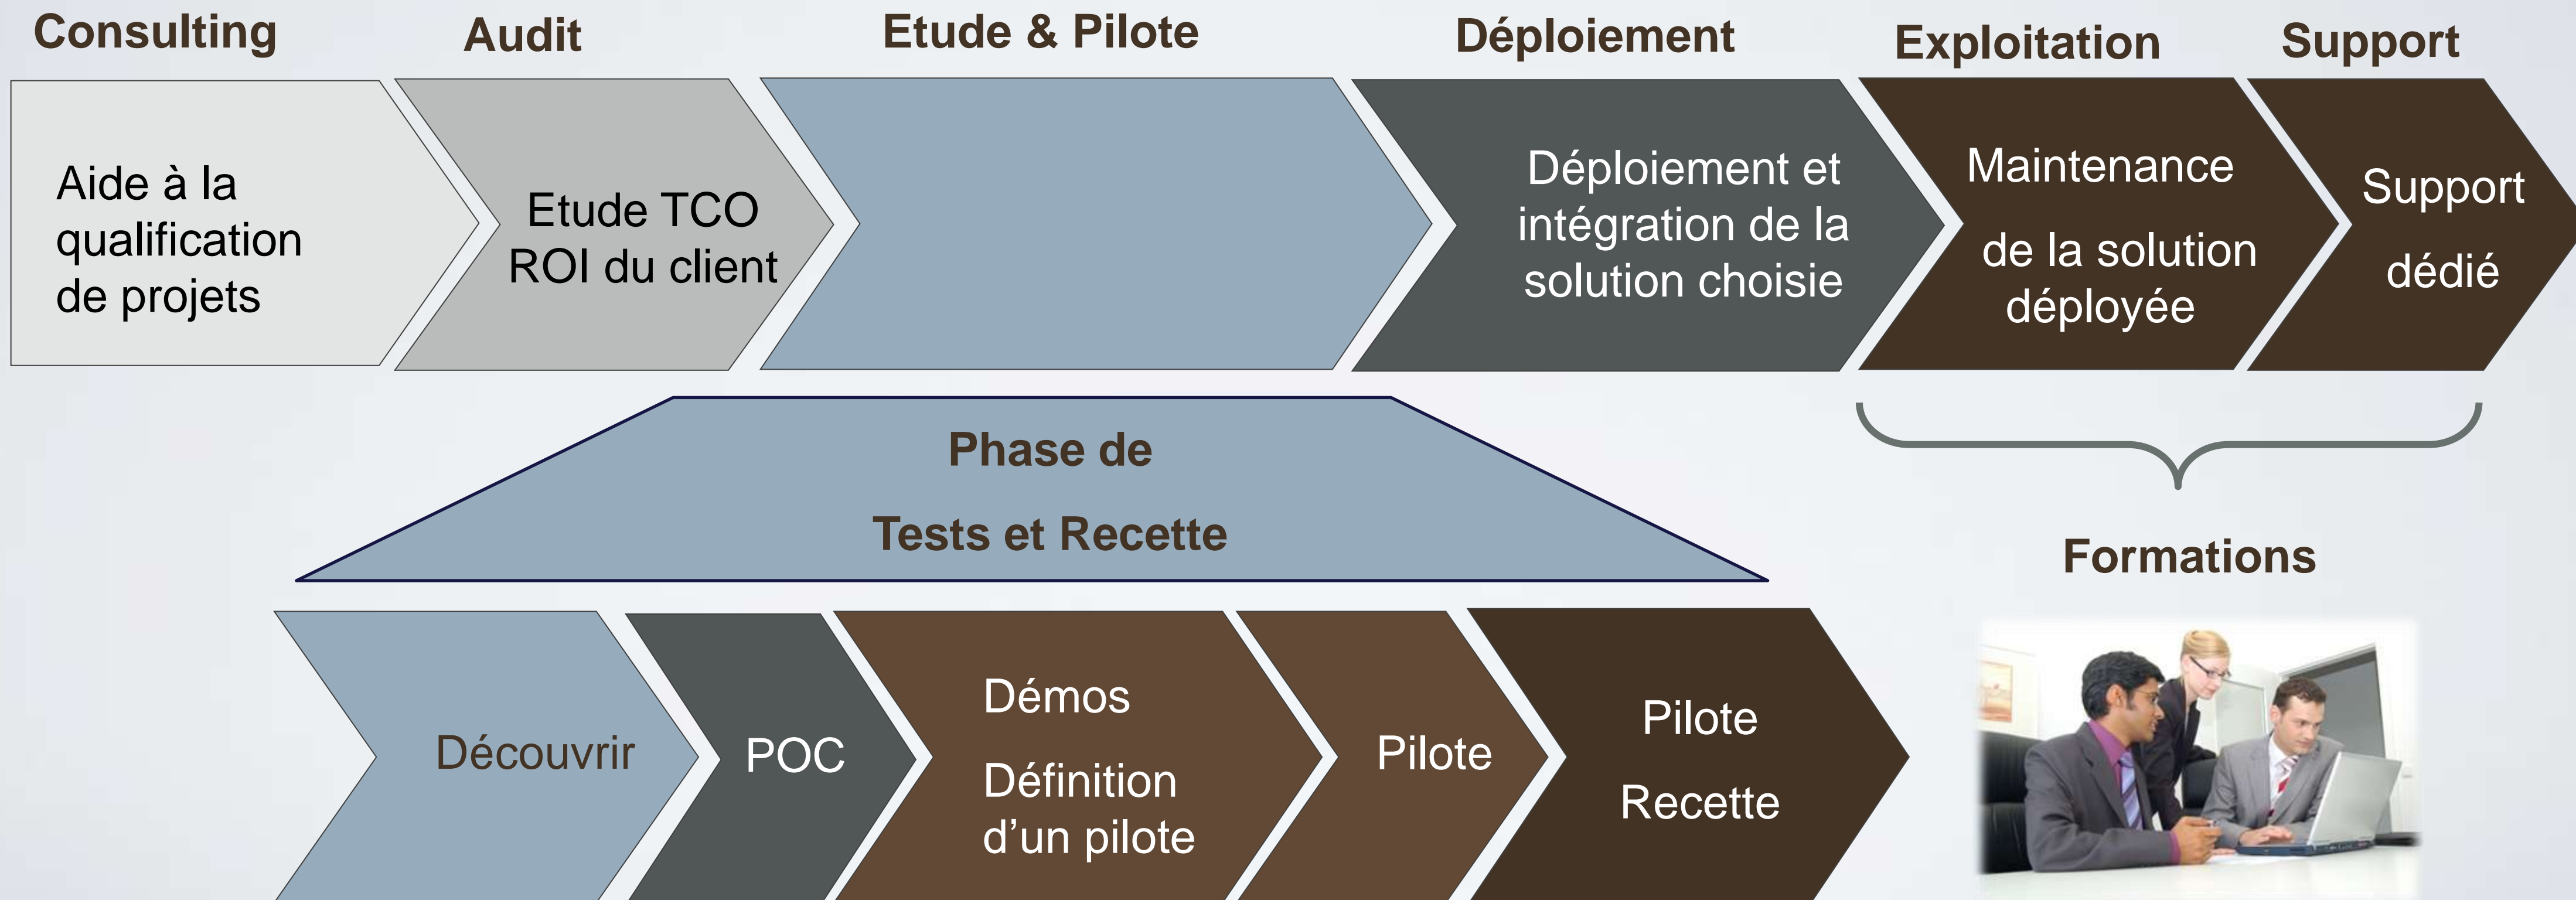 Consulting
Audit
Etude & Pilote
Déploiement
Exploitation
Support
Aide à la
qualification
de projets
Etude TCO
ROI du client
Déploiement et
intégration de la
solution choisie
Maintenance
de la solution
déployée
Support
dédié
Phase de
Tests et Recette
Formations
Découvrir
POC
Démos
Définition
d’un pilote
Pilote
Pilote
Recette